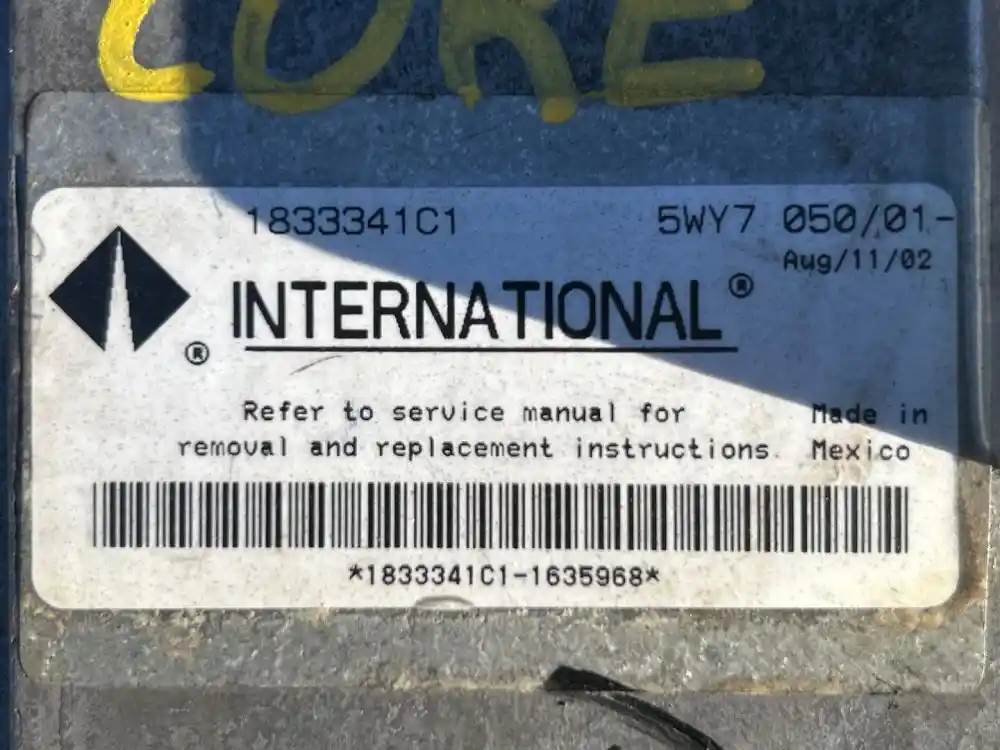 CORE
1833341C1 5WY7 050/01-
Aug/11/02
INTERNATIONAL®
®
Refer to service manual for Made in
removal and replacement instructions. Mexico
*1833341C1-1635968*